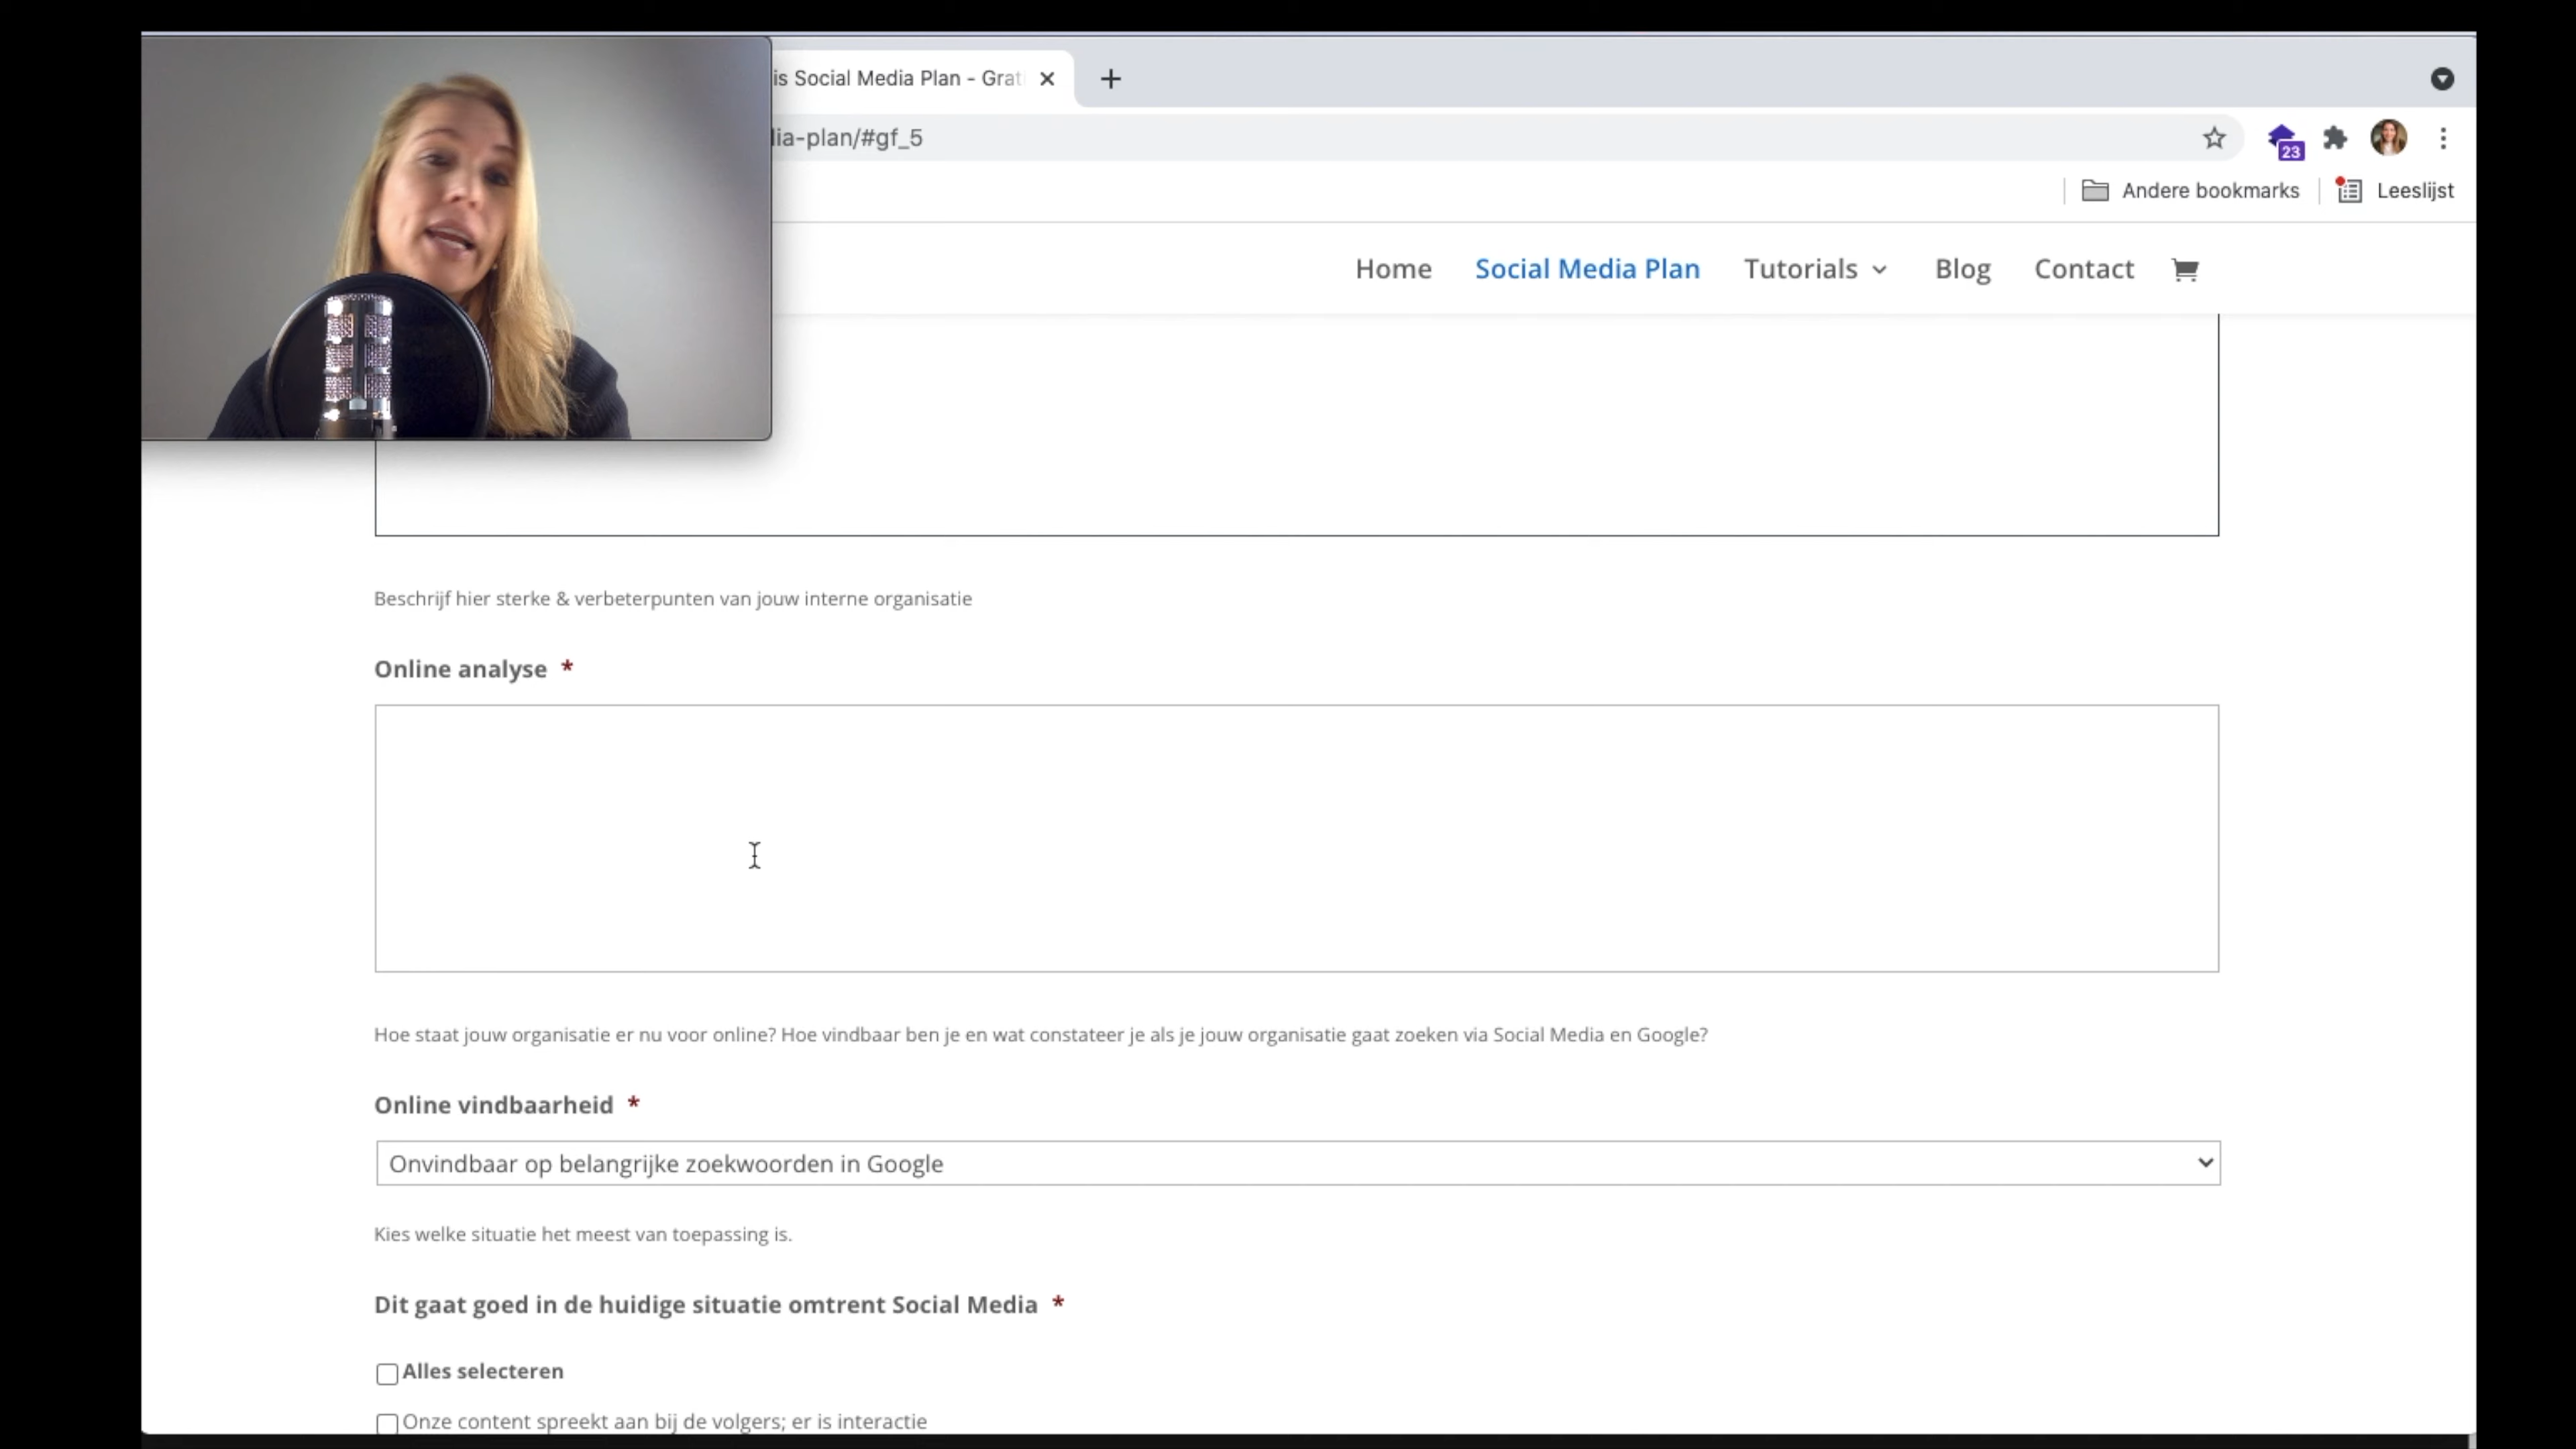 is Social Media Plan - Grat
dia-plan/#gf_5
23
Andere bookmarks
Leeslijst
Home
Social Media Plan
Tutorials
Blog
Contact
Beschrijf hier sterke & verbeterpunten van jouw interne organisatie
Online analyse *
Hoe staat jouw organisatie er nu voor online? Hoe vindbaar ben je en wat constateer je als je jouw organisatie gaat zoeken via Social Media en Google?
Online vindbaarheid *
Onvindbaar op belangrijke zoekwoorden in Google
Kies welke situatie het meest van toepassing is.
Dit gaat goed in de huidige situatie omtrent Social Media *
Alles selecteren
Onze content spreekt aan bij de volgers; er is interactie